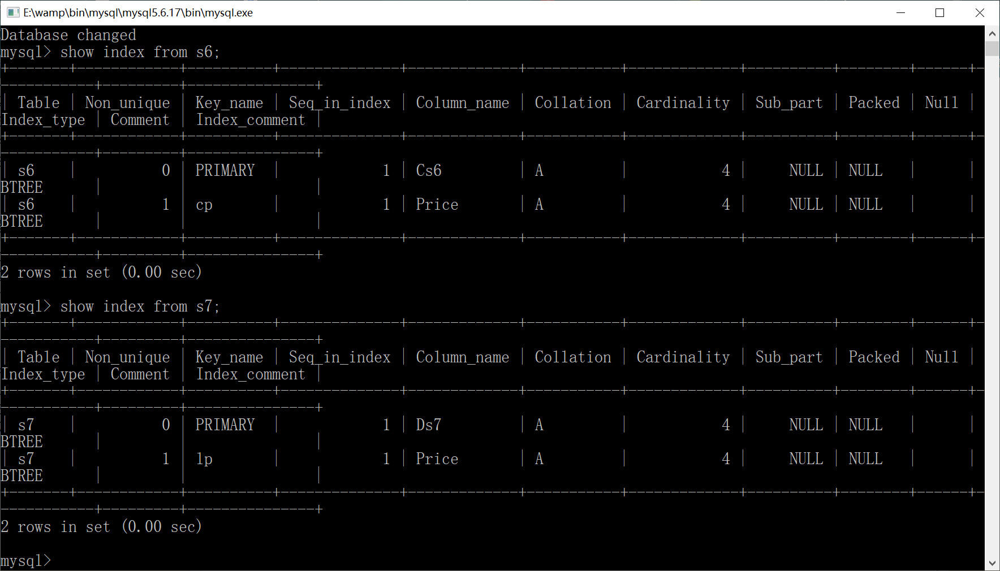 E:\wamp\bin\mysql\mysql5.6.17\bin\mysql.exe
Database changed
mysql> show index from s6;
+-------+------------+----------+--------------+-------------+-----------+-------------+----------+--------+------+-
-----------+---------+---------------+
| Table | Non_unique | Key_name | Seq_in_index | Column_name | Collation | Cardinality | Sub_part | Packed | Null |
Index_type | Comment | Index_comment |
+-------+------------+----------+--------------+-------------+-----------+-------------+----------+--------+------+-
-----------+---------+---------------+
| s6    |          0 | PRIMARY  |            1 | Cs6         | A         |           4 |     NULL | NULL   |      |
BTREE      |         |               |
| s6    |          1 | cp       |            1 | Price       | A         |           4 |     NULL | NULL   |      |
BTREE      |         |               |
+-------+------------+----------+--------------+-------------+-----------+-------------+----------+--------+------+-
-----------+---------+---------------+
2 rows in set (0.00 sec)
mysql> show index from s7;
+-------+------------+----------+--------------+-------------+-----------+-------------+----------+--------+------+-
-----------+---------+---------------+
| Table | Non_unique | Key_name | Seq_in_index | Column_name | Collation | Cardinality | Sub_part | Packed | Null |
Index_type | Comment | Index_comment |
+-------+------------+----------+--------------+-------------+-----------+-------------+----------+--------+------+-
-----------+---------+---------------+
| s7    |          0 | PRIMARY  |            1 | Ds7         | A         |           4 |     NULL | NULL   |      |
BTREE      |         |               |
| s7    |          1 | lp       |            1 | Price       | A         |           4 |     NULL | NULL   |      |
BTREE      |         |               |
+-------+------------+----------+--------------+-------------+-----------+-------------+----------+--------+------+-
-----------+---------+---------------+
2 rows in set (0.00 sec)
mysql>